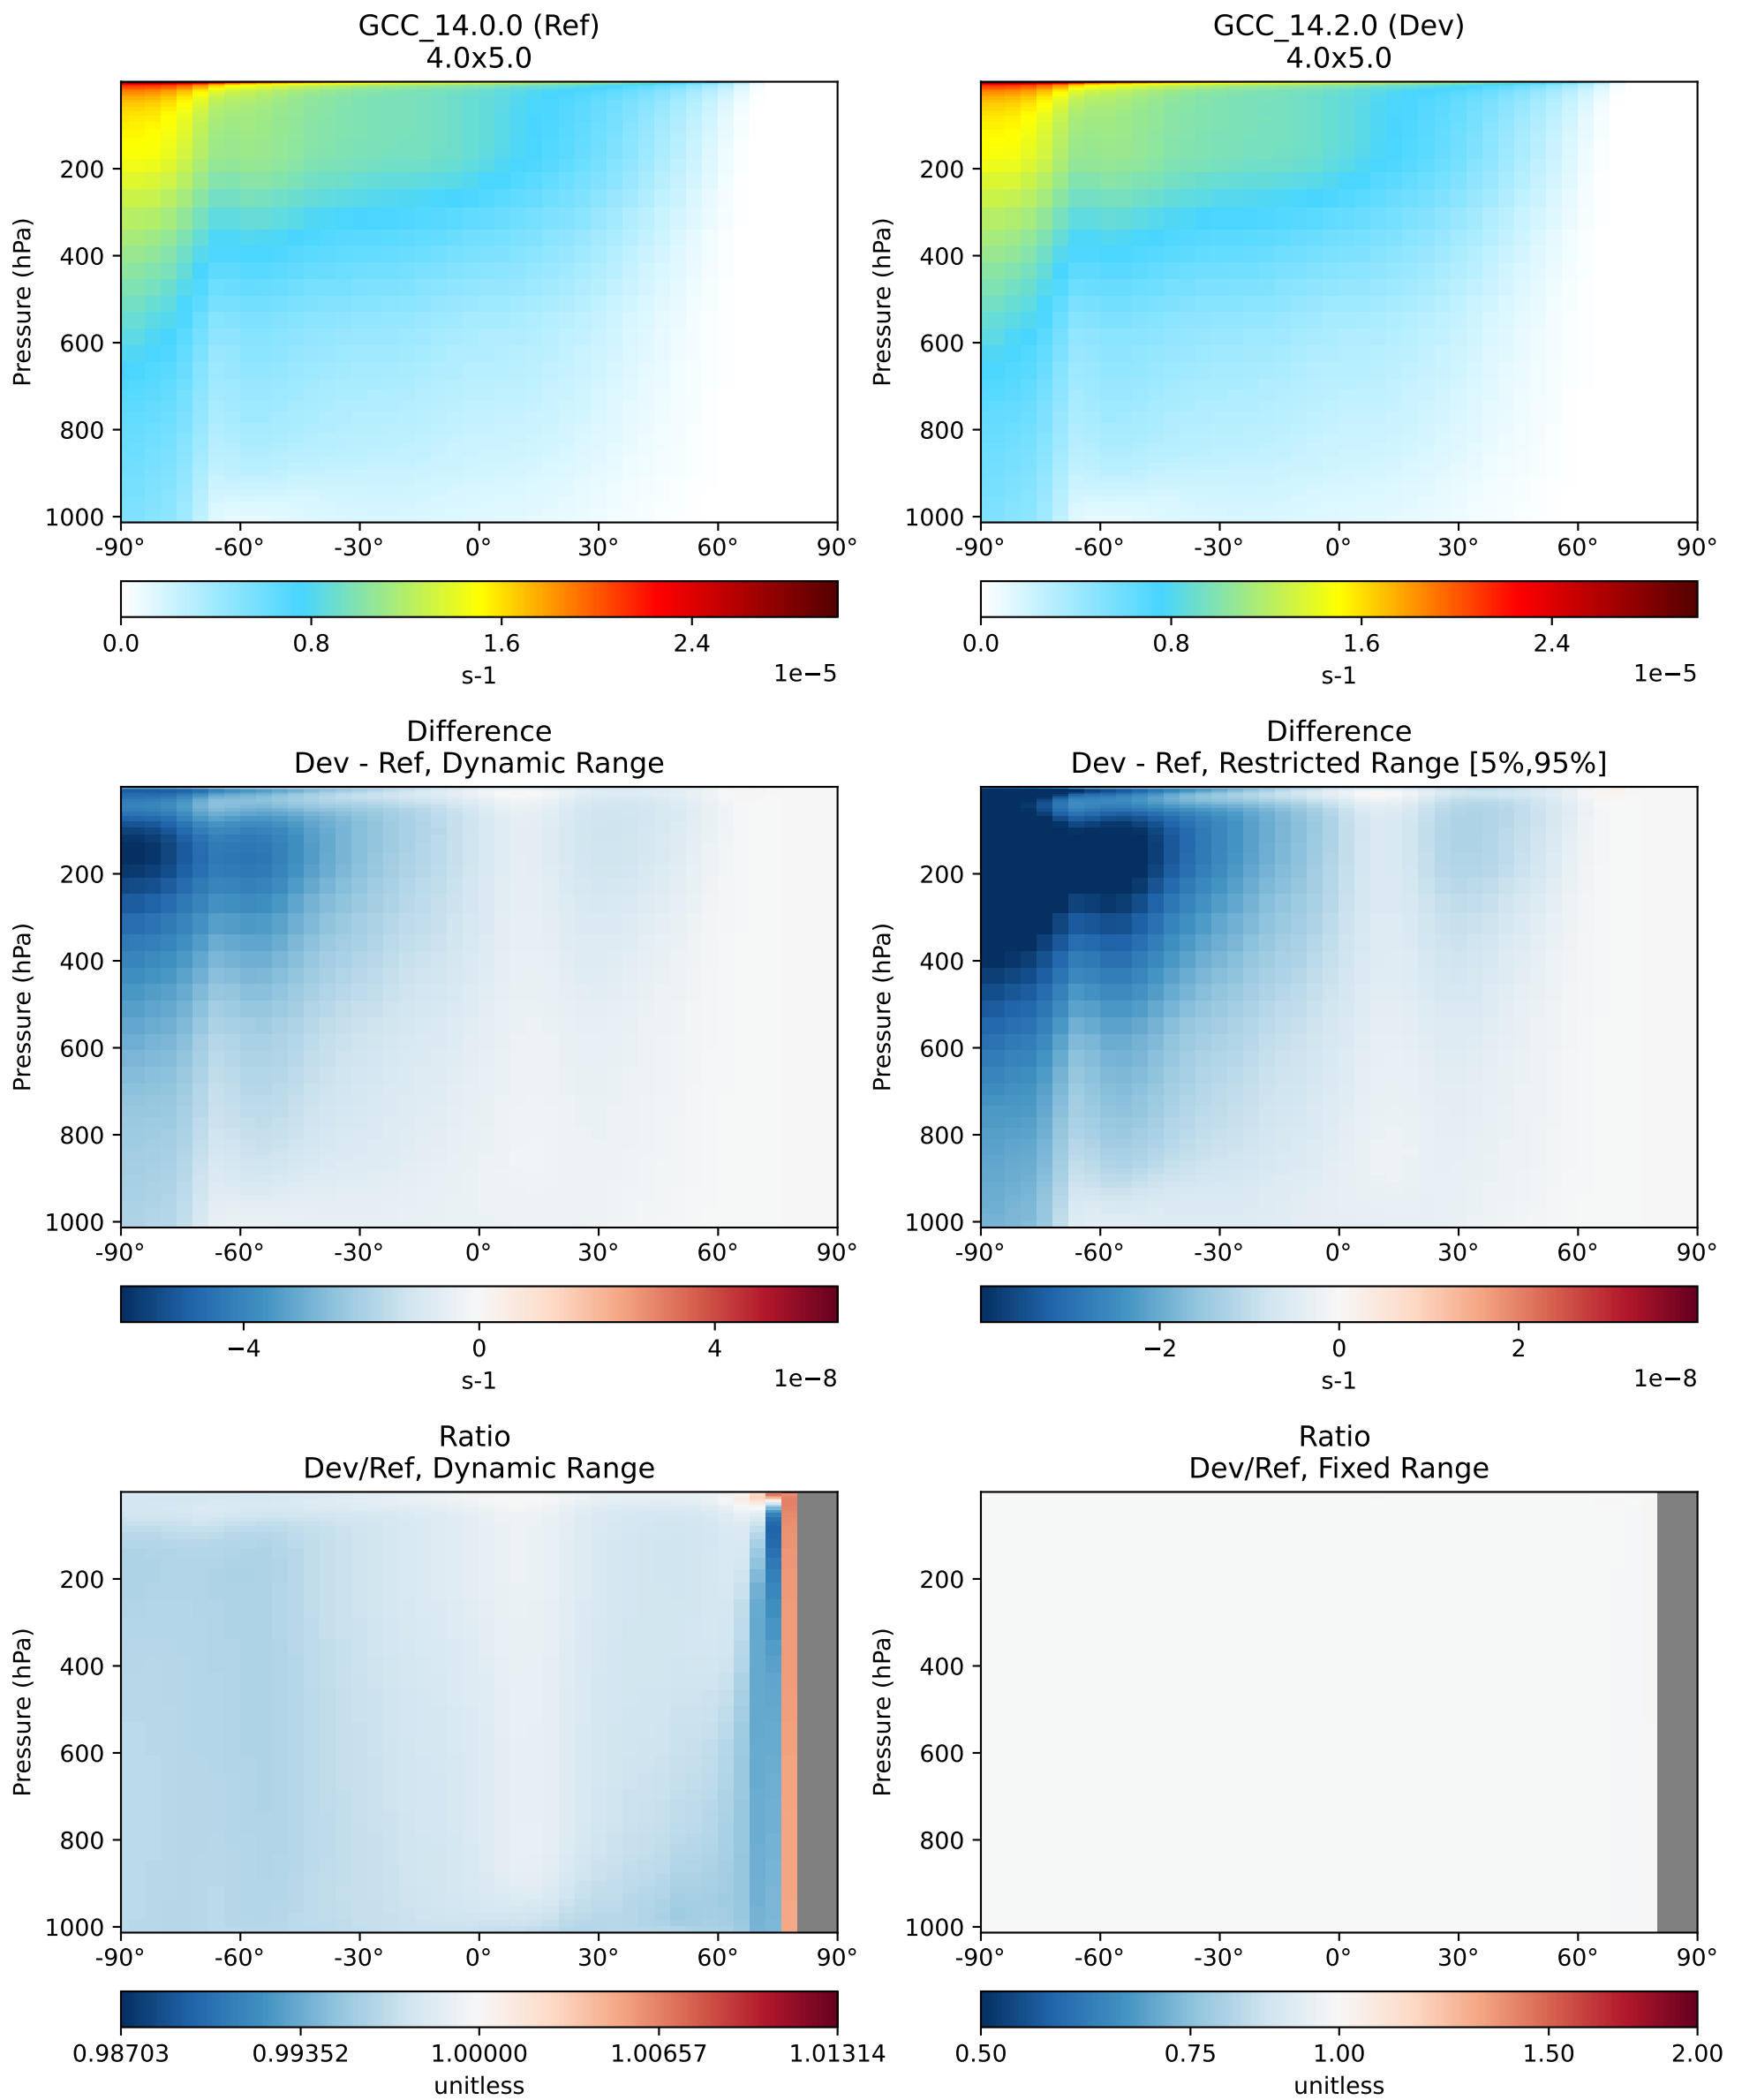 GCC_14.0.0 (Ref)
4.0x5.0
GCC_14.2.0 (Dev)
4.0x5.0
Pressure (hPa)
200
400
600
800
1000
-90° -60° -30° 0° 30° 60° 90°
0.0 0.8 1.6 2.4
s-1
1e−5
Pressure (hPa)
200
400
600
800
1000
-90° -60° -30° 0° 30° 60° 90°
0.0 0.8 1.6 2.4
s-1
1e−5
Difference
Dev - Ref, Dynamic Range
Difference
Dev - Ref, Restricted Range [5%,95%]
Pressure (hPa)
200
400
600
800
1000
-90° -60° -30° 0° 30° 60° 90°
−4 0 4
s-1
1e−8
Pressure (hPa)
200
400
600
800
1000
-90° -60° -30° 0° 30° 60° 90°
−2 0 2
s-1
1e−8
Ratio
Dev/Ref, Dynamic Range
Ratio
Dev/Ref, Fixed Range
Pressure (hPa)
200
400
600
800
1000
-90° -60° -30° 0° 30° 60° 90°
0.98703 0.99352 1.00000 1.00657 1.01314
unitless
Pressure (hPa)
200
400
600
800
1000
-90° -60° -30° 0° 30° 60° 90°
0.50 0.75 1.00 1.50 2.00
unitless